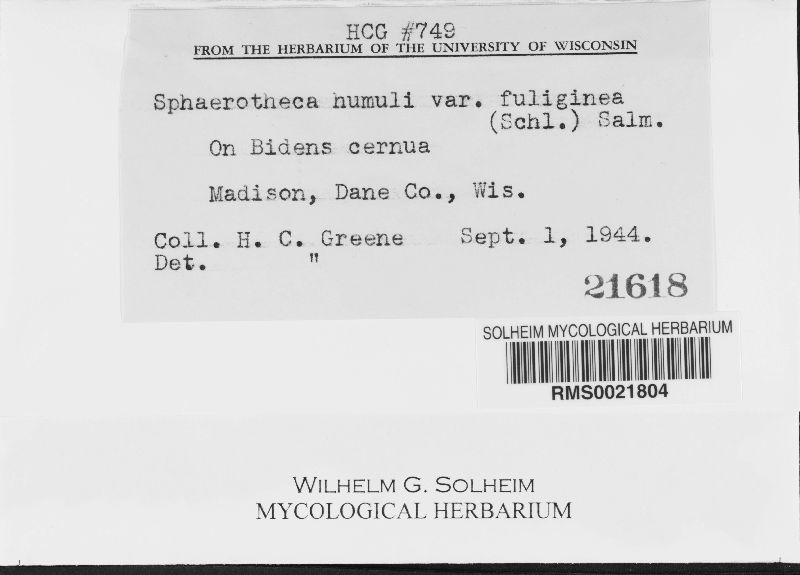 HCG #749
FROM THE HERBARIUM OF THE UNIVERSITY OF WISCONSIN
Sphaerotheca humuli var. fuliginea
(Schl.) Salm.
On Bidens cernua
Madison, Dane Co., Wis.
Coll. H. C. Greene Sept. 1, 1944.
Det. "
21618
SOLHEIM MYCOLOGICAL HERBARIUM
RMS0021804
WILHELM G. SOLHEIM
MYCOLOGICAL HERBARIUM